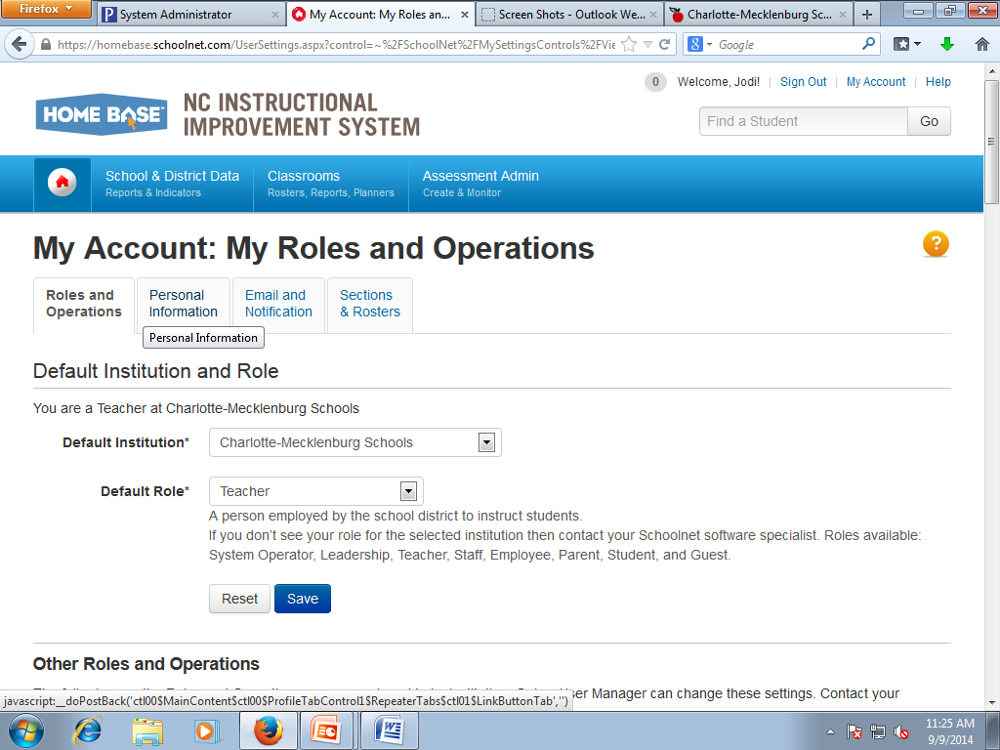 Firefox
System Administrator
My Account: My Roles an...
Screen Shots - Outlook We...
Charlotte-Mecklenburg Sc...
https://homebase.schoolnet.com/UserSettings.aspx?control=~%2FSchoolNet%2FMySettingsControls%2FVie
Google
0 Welcome, Jodi! Sign Out My Account Help
HOME BASE
NC INSTRUCTIONAL
IMPROVEMENT SYSTEM
Find a Student Go
School & District Data
Reports & Indicators
Classrooms
Rosters, Reports, Planners
Assessment Admin
Create & Monitor
My Account: My Roles and Operations
?
Roles and
Operations
Personal
Information
Email and
Notification
Sections
& Rosters
Personal Information
Default Institution and Role
You are a Teacher at Charlotte-Mecklenburg Schools
Default Institution* Charlotte-Mecklenburg Schools
Default Role* Teacher
A person employed by the school district to instruct students.
If you don't see your role for the selected institution then contact your Schoolnet software specialist. Roles available:
System Operator, Leadership, Teacher, Staff, Employee, Parent, Student, and Guest.
Reset Save
Other Roles and Operations
User Manager can change these settings. Contact your
javascript:__doPostBack('ctl00$MainContent$ctl00$ProfileTabControl1$RepeaterTabs$ctl01$LinkButtonTab','')
11:25 AM
9/9/2014